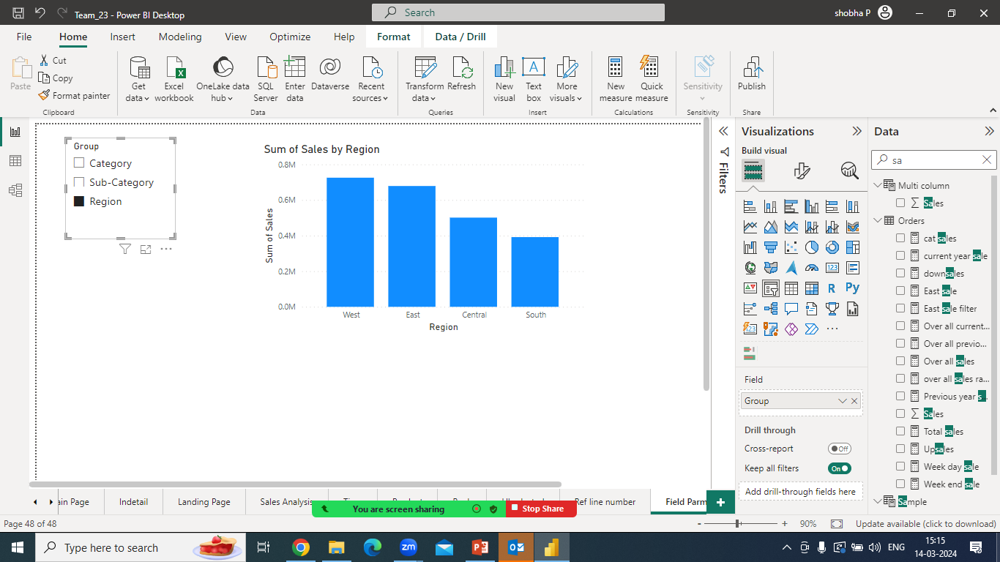 Team_23 - Power BI Desktop
Search
shobha P
File Home Insert Modeling View Optimize Help Format Data / Drill
Paste
Cut
Copy
Format painter
Clipboard
Get data
Excel workbook
OneLake data hub
SQL Server
Enter data
Dataverse
Recent sources
Data
Transform data
Refresh
Queries
New visual
Text box
More visuals
Insert
New measure
Quick measure
Calculations
Sensitivity
Sensitivity
Publish
Share
Group
Category
Sub-Category
Region
Sum of Sales by Region
Sum of Sales
0.8M
0.6M
0.4M
0.2M
0.0M
West East Central South
Region
Filters
Visualizations
Build visual
R
Py
123
123
Field
Group
Drill through
Cross-report
Off
Keep all filters
On
Add drill-through fields here
Data
sa
Multi column
Sales
Orders
cat sales
current year sale
downsales
East sale
East sale filter
Over all current...
Over all previo...
Over all sales
over all sales ra...
Previous year s...
Sales
Total sales
Upsales
Week day sale
Week end sale
Sample
ain Page
Indetail
Landing Page
Sales Analysis
Ref line number
Field Parm
You are screen sharing
Stop Share
Page 48 of 48
- + 90%
Update available (click to download)
Type here to search
zm
ENG
15:15
14-03-2024